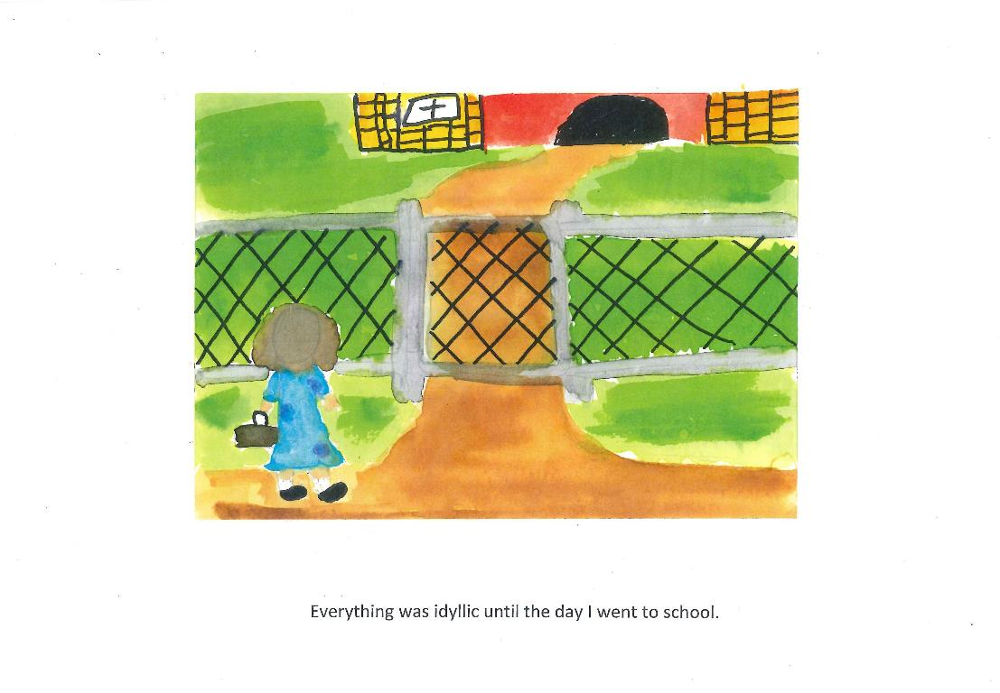 Everything was idyllic until the day I went to school.